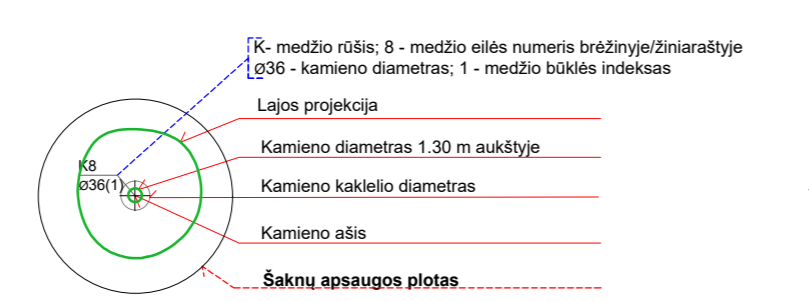 K- medžio rūšis; 8 - medžio eilės numeris brėžinyje/žiniaraštyje
Ø36 - kamieno diametras; 1 - medžio būklės indeksas
Lajos projekcija
Kamieno diametras 1.30 m aukštyje
K8
Ø36(1)
Kamieno kaklelio diametras
Kamieno ašis
Šaknų apsaugos plotas